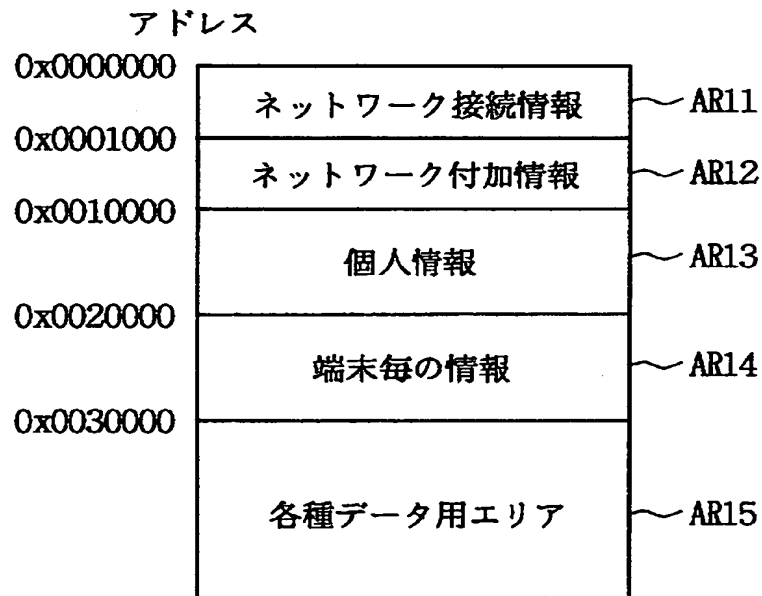 アドレス
0x0000000
ネットワーク接続情報 AR11
0x0001000
ネットワーク付加情報 AR12
0x0010000
個人情報 AR13
0x0020000
端末毎の情報 AR14
0x0030000
各種データ用エリア AR15